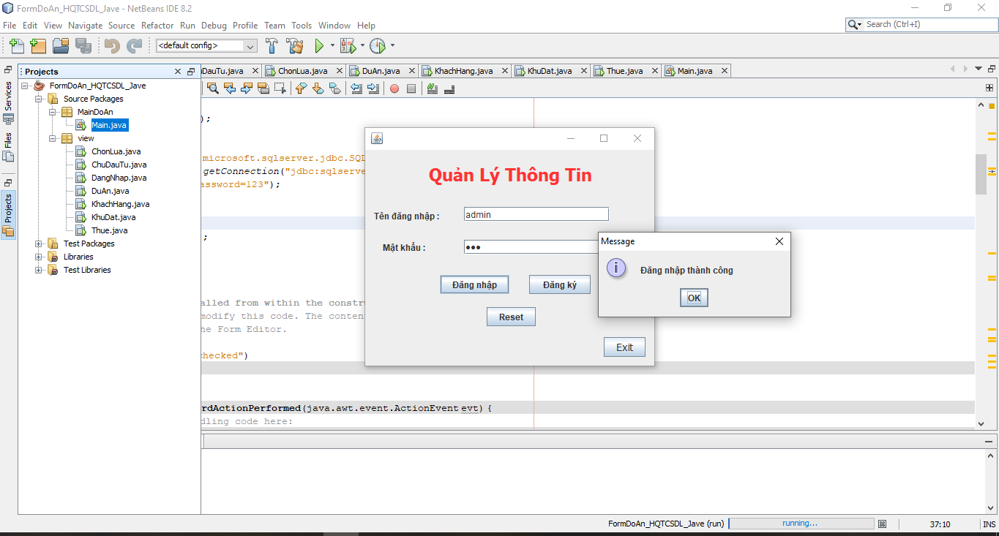 FormDoAn_HQTCSDL_Jave - NetBeans IDE 8.2
File Edit View Navigate Source Refactor Run Debug Profile Team Tools Window Help
Search (Ctrl+I)
<default config>
Projects
DauTu.java ChonLua.java DuAn.java KhachHang.java KhuDat.java Thue.java Main.java
Services
Files
Projects
FormDoAn_HQTCSDL_Jave
Source Packages
MainDoAn
Main.java
view
ChonLua.java
ChuDauTu.java
DangNhap.java
DuAn.java
KhachHang.java
KhuDat.java
Thue.java
Test Packages
Libraries
Test Libraries
);
microsoft.sqlserver.jdbc.SQL
getConnection("jdbc:sqlserve
assword=123");
;
alled from within the constru
modify this code. The conten
he Form Editor.
checked")
rdActionPerformed(java.awt.event.ActionEvent evt) {
dling code here:
Quản Lý Thông Tin
Tên đăng nhập :
admin
Mật khẩu :
•••
Đăng nhập
Đăng ký
Reset
Exit
Message
Đăng nhập thành công
OK
FormDoAn_HQTCSDL_Jave (run)
running...
37:10
INS